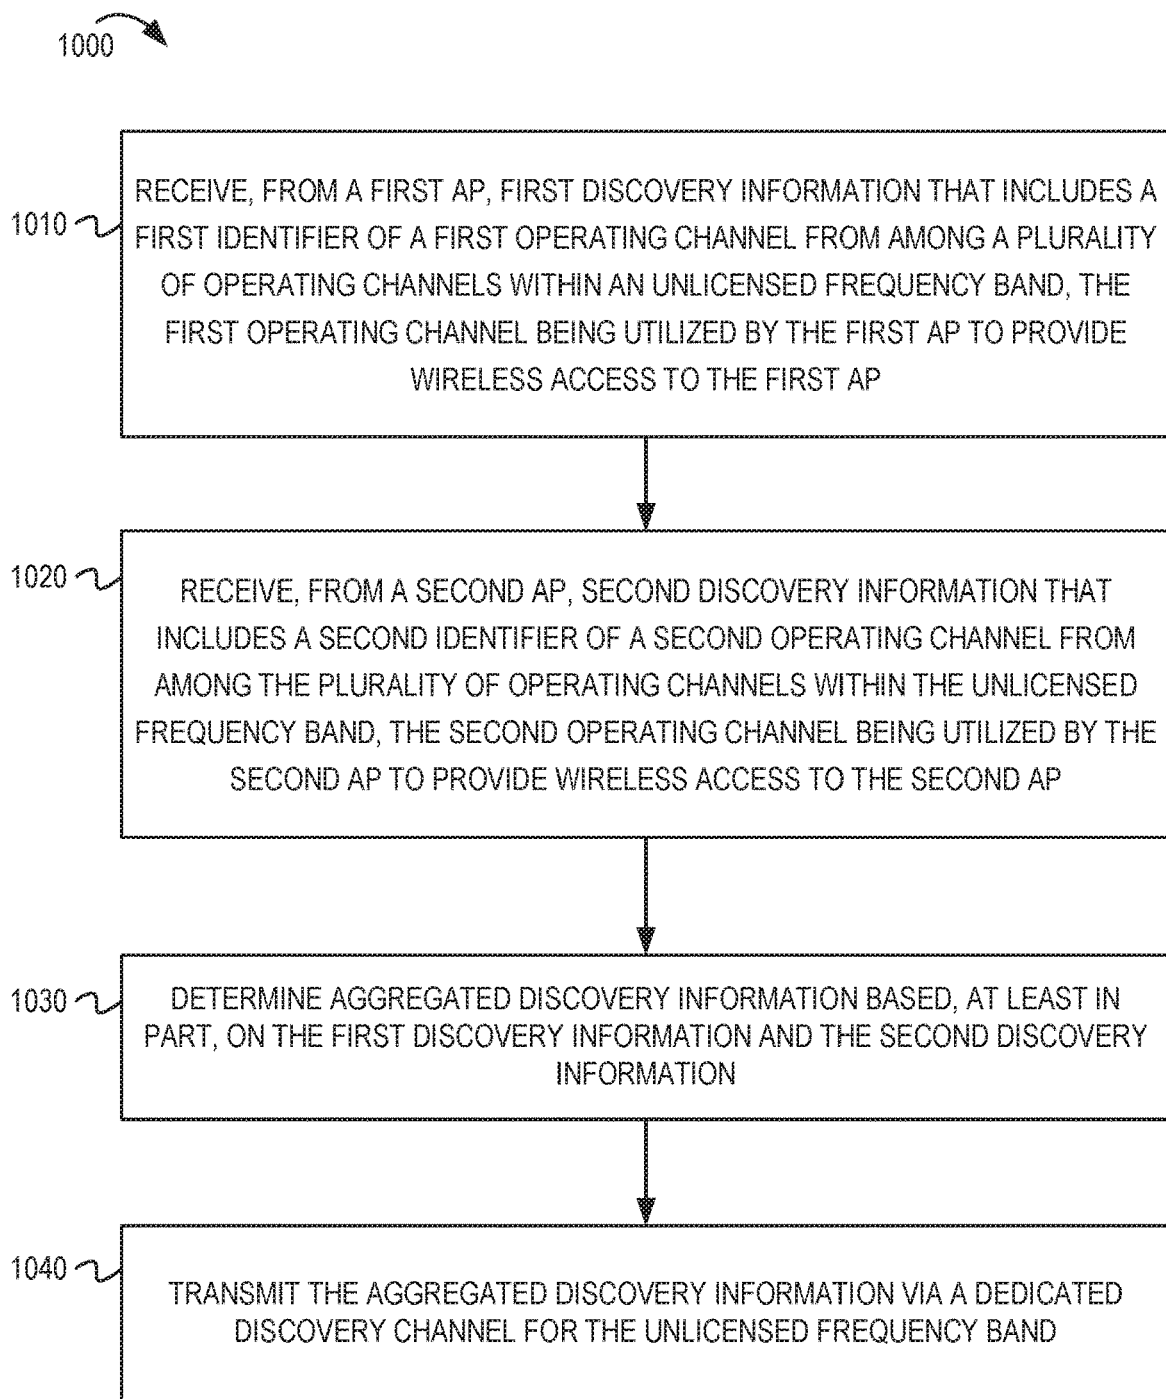 1000
1010
RECEIVE, FROM A FIRST AP, FIRST DISCOVERY INFORMATION THAT INCLUDES A
FIRST IDENTIFIER OF A FIRST OPERATING CHANNEL FROM AMONG A PLURALITY
OF OPERATING CHANNELS WITHIN AN UNLICENSED FREQUENCY BAND, THE
FIRST OPERATING CHANNEL BEING UTILIZED BY THE FIRST AP TO PROVIDE
WIRELESS ACCESS TO THE FIRST AP
1020
RECEIVE, FROM A SECOND AP, SECOND DISCOVERY INFORMATION THAT
INCLUDES A SECOND IDENTIFIER OF A SECOND OPERATING CHANNEL FROM
AMONG THE PLURALITY OF OPERATING CHANNELS WITHIN THE UNLICENSED
FREQUENCY BAND, THE SECOND OPERATING CHANNEL BEING UTILIZED BY THE
SECOND AP TO PROVIDE WIRELESS ACCESS TO THE SECOND AP
1030
DETERMINE AGGREGATED DISCOVERY INFORMATION BASED, AT LEAST IN
PART, ON THE FIRST DISCOVERY INFORMATION AND THE SECOND DISCOVERY
INFORMATION
1040
TRANSMIT THE AGGREGATED DISCOVERY INFORMATION VIA A DEDICATED
DISCOVERY CHANNEL FOR THE UNLICENSED FREQUENCY BAND